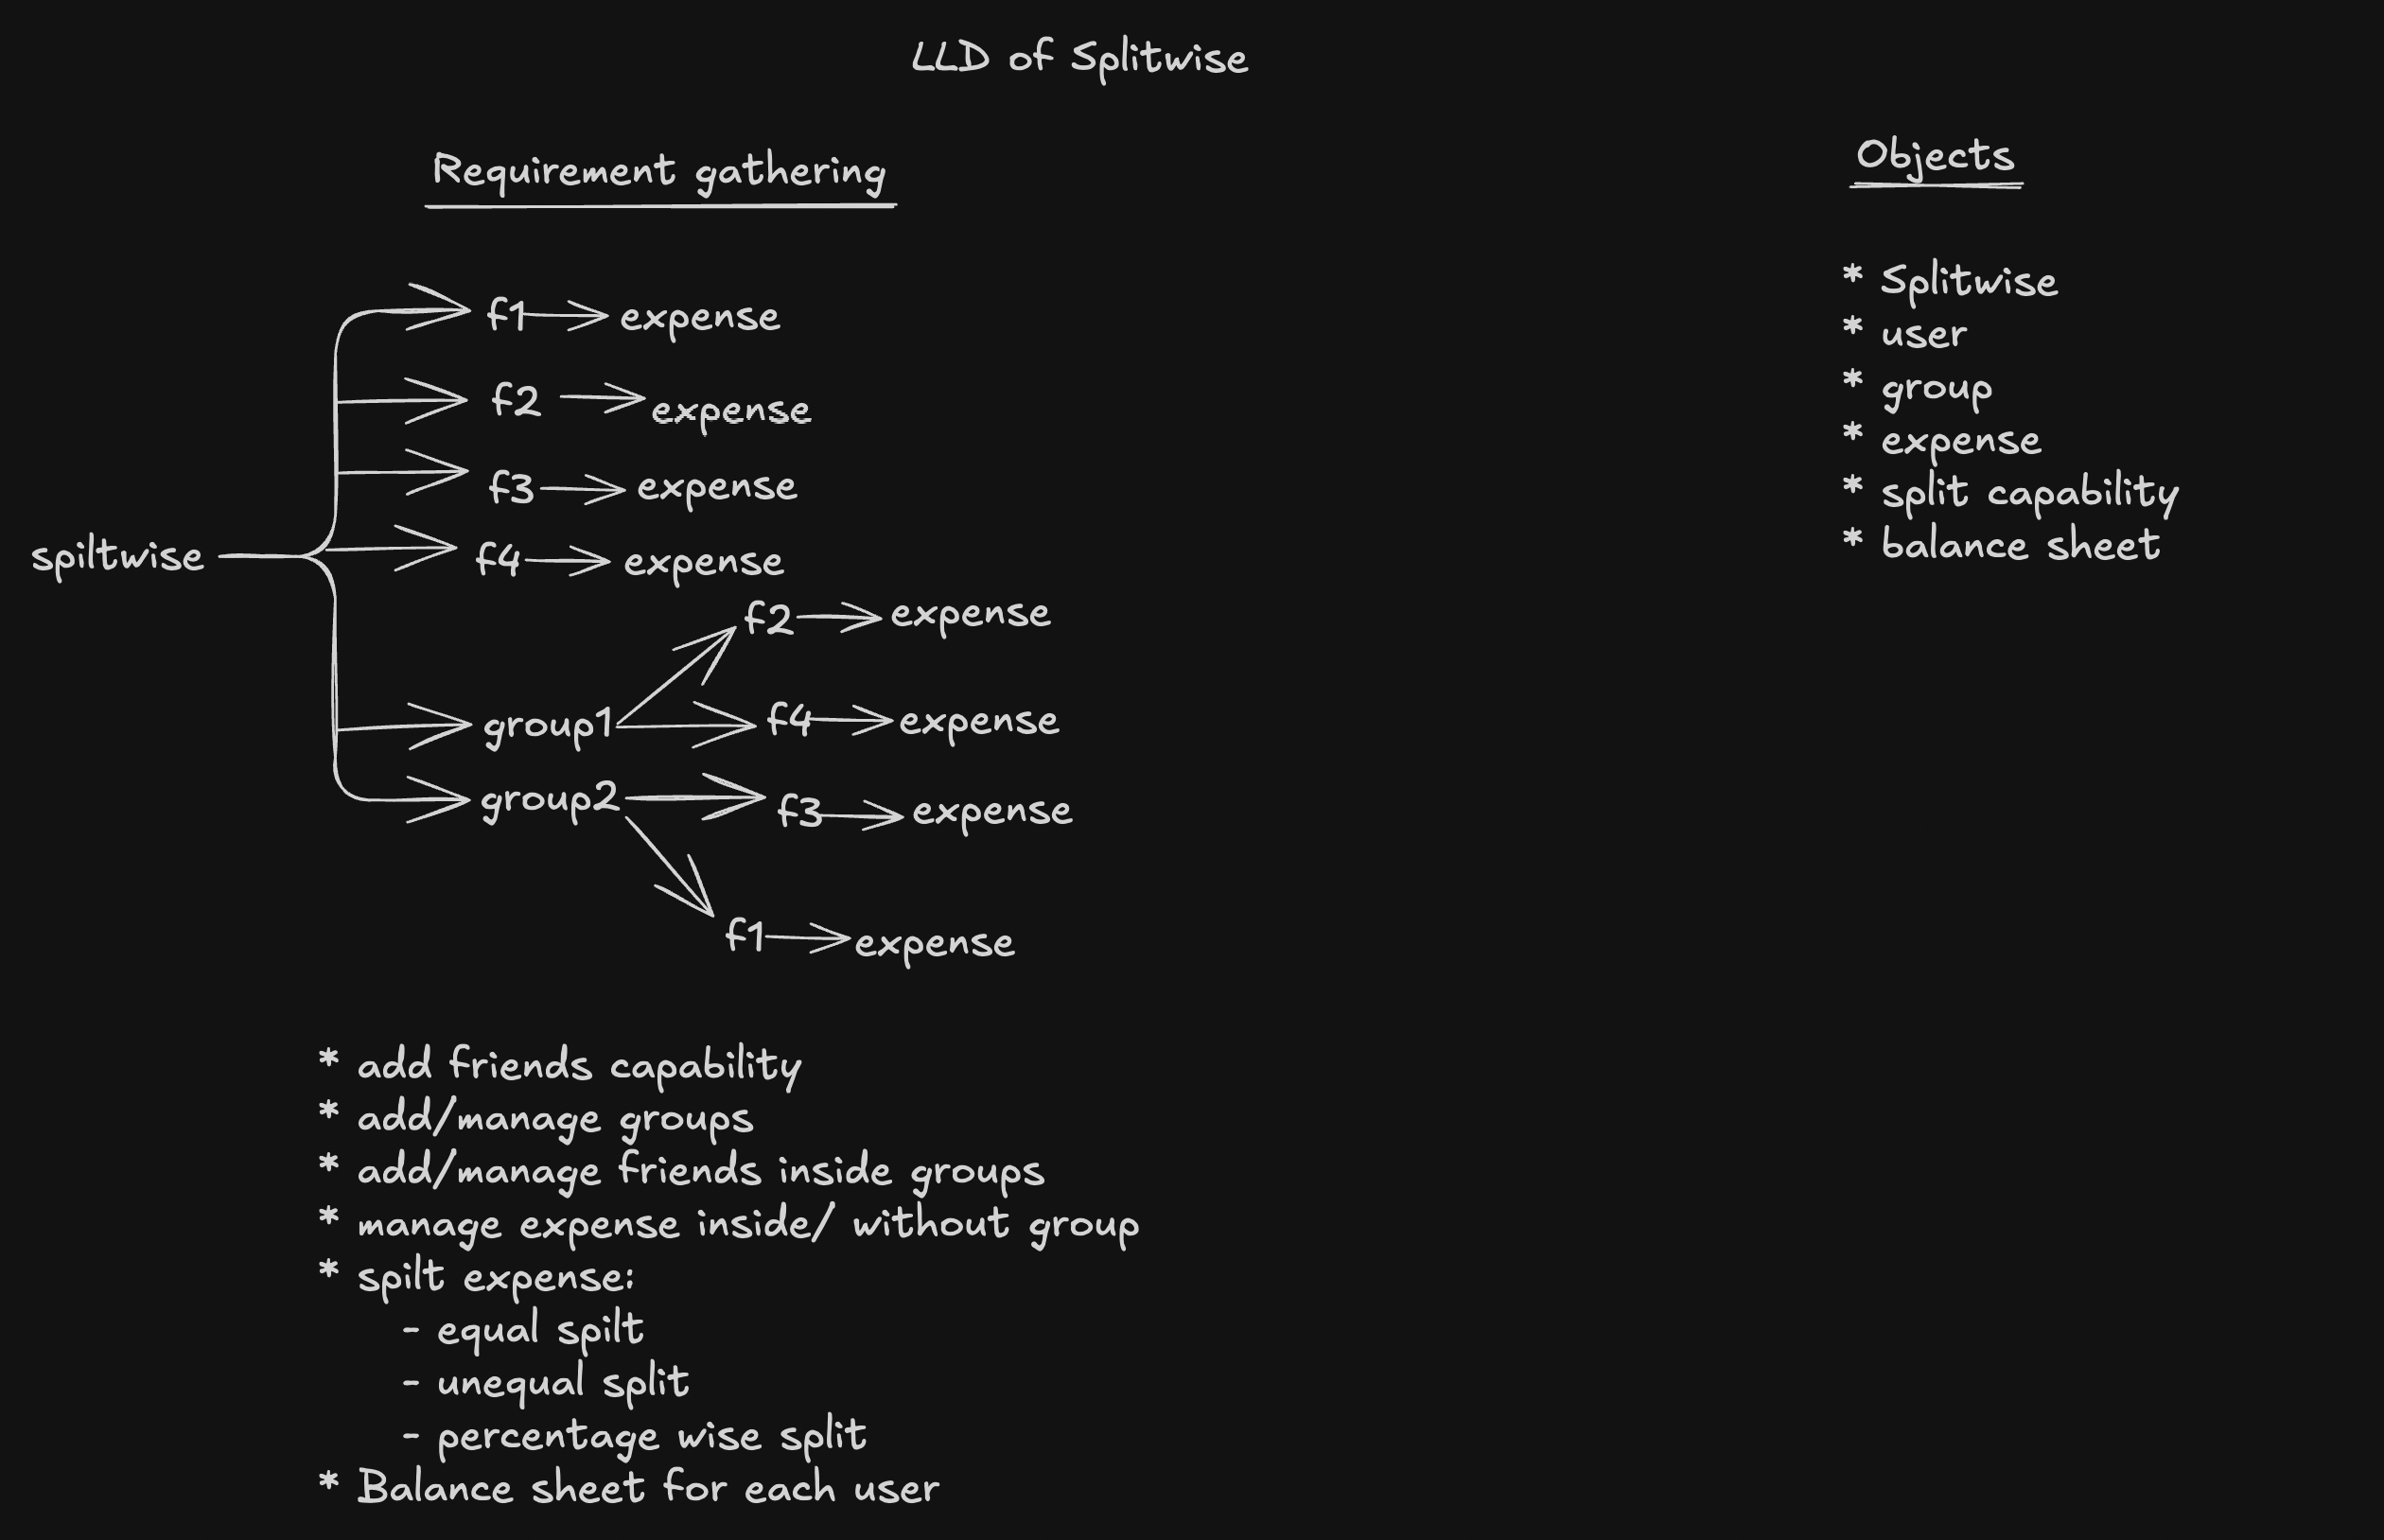 LLD of Splitwise
Requirement gathering
f1 expense
f2 expense
f3 expense
spiltwise
f4 expense
f2 expense
group1
f4 expense
group2
f3 expense
f1 expense
* add friends capability
* add/manage groups
* add/manage friends inside groups
* manage expense inside/ without group
* spilt expense:
- equal spilt
- unequal split
- percentage wise split
* Balance sheet for each user
Objects
* Splitwise
* user
* group
* expense
* split capability
* balance sheet